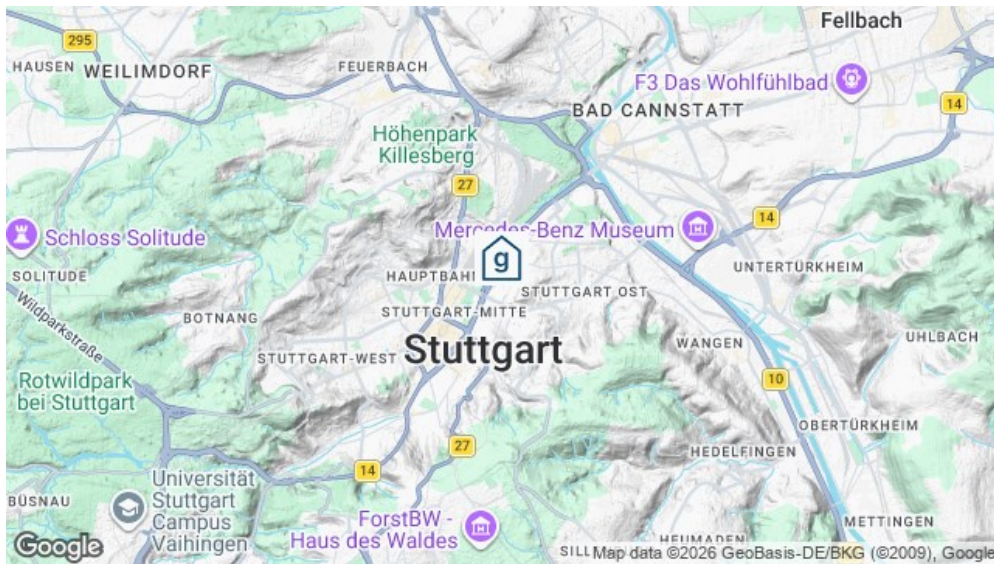 Fellbach
295
HAUSEN
WEILIMDORF
FEUERBACH
F3 Das Wohlfühlbad
14
BAD CANNSTATT
Höhenpark
Killesberg
27
14
Mercedes-Benz Museum
Schloss Solitude
g
UNTERTÜRKHEIM
SOLITUDE
HAUPTBAH
STUTTGART OST
Wildparkstraße
BOTNANG
STUTTGART-MITTE
UHLBACH
WANGEN
Stuttgart
STUTTGART-WEST
10
Rotwildpark
bei Stuttgart
OBERTÜRKHEIM
27
HEDELFINGEN
14
Universität
Stuttgart
Campus
Vaihingen
BÜSNAU
METTINGEN
ForstBW -
Haus des Waldes
HEUMADEN
SILL
Google
Map data ©2026 GeoBasis-DE/BKG (©2009), Google